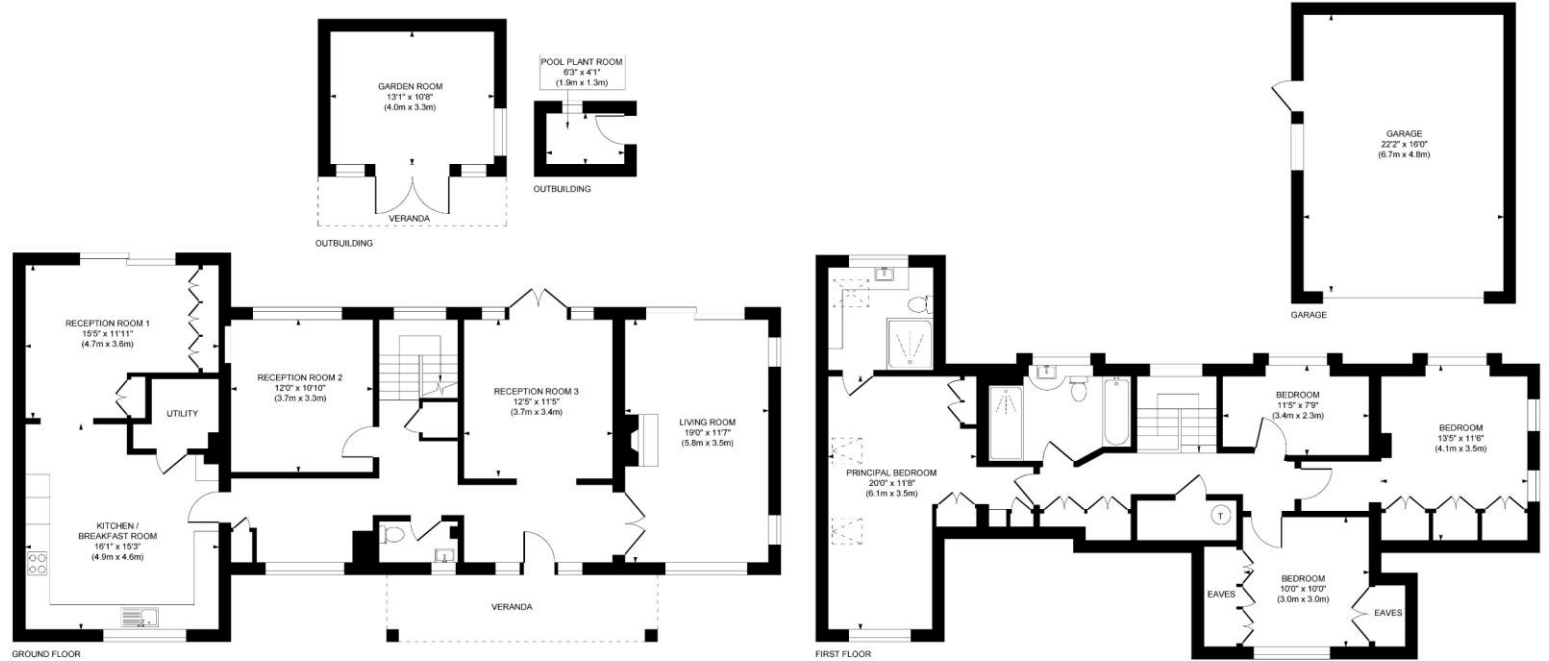 GARDEN ROOM
13'1" x 10'8"
(4.0m x 3.3m)
VERANDA
OUTBUILDING
POOL PLANT ROOM
6'3" x 4'1"
(1.9m x 1.3m)
OUTBUILDING
RECEPTION ROOM 1
15'5" x 11'11"
(4.7m x 3.6m)
UTILITY
RECEPTION ROOM 2
12'0" x 10'10"
(3.7m x 3.3m)
RECEPTION ROOM 3
12'5" x 11'5"
(3.7m x 3.4m)
LIVING ROOM
19'0" x 11'7"
(5.8m x 3.5m)
KITCHEN /
BREAKFAST ROOM
16'1" x 15'3"
(4.9m x 4.6m)
VERANDA
GROUND FLOOR
GARAGE
22'2" x 16'0"
(6.7m x 4.8m)
GARAGE
PRINCIPAL BEDROOM
20'0" x 11'8"
(6.1m x 3.5m)
BEDROOM
11'5" x 7'9"
(3.4m x 2.3m)
BEDROOM
13'5" x 11'6"
(4.1m x 3.5m)
T
BEDROOM
10'0" x 10'0"
(3.0m x 3.0m)
EAVES
EAVES
FIRST FLOOR